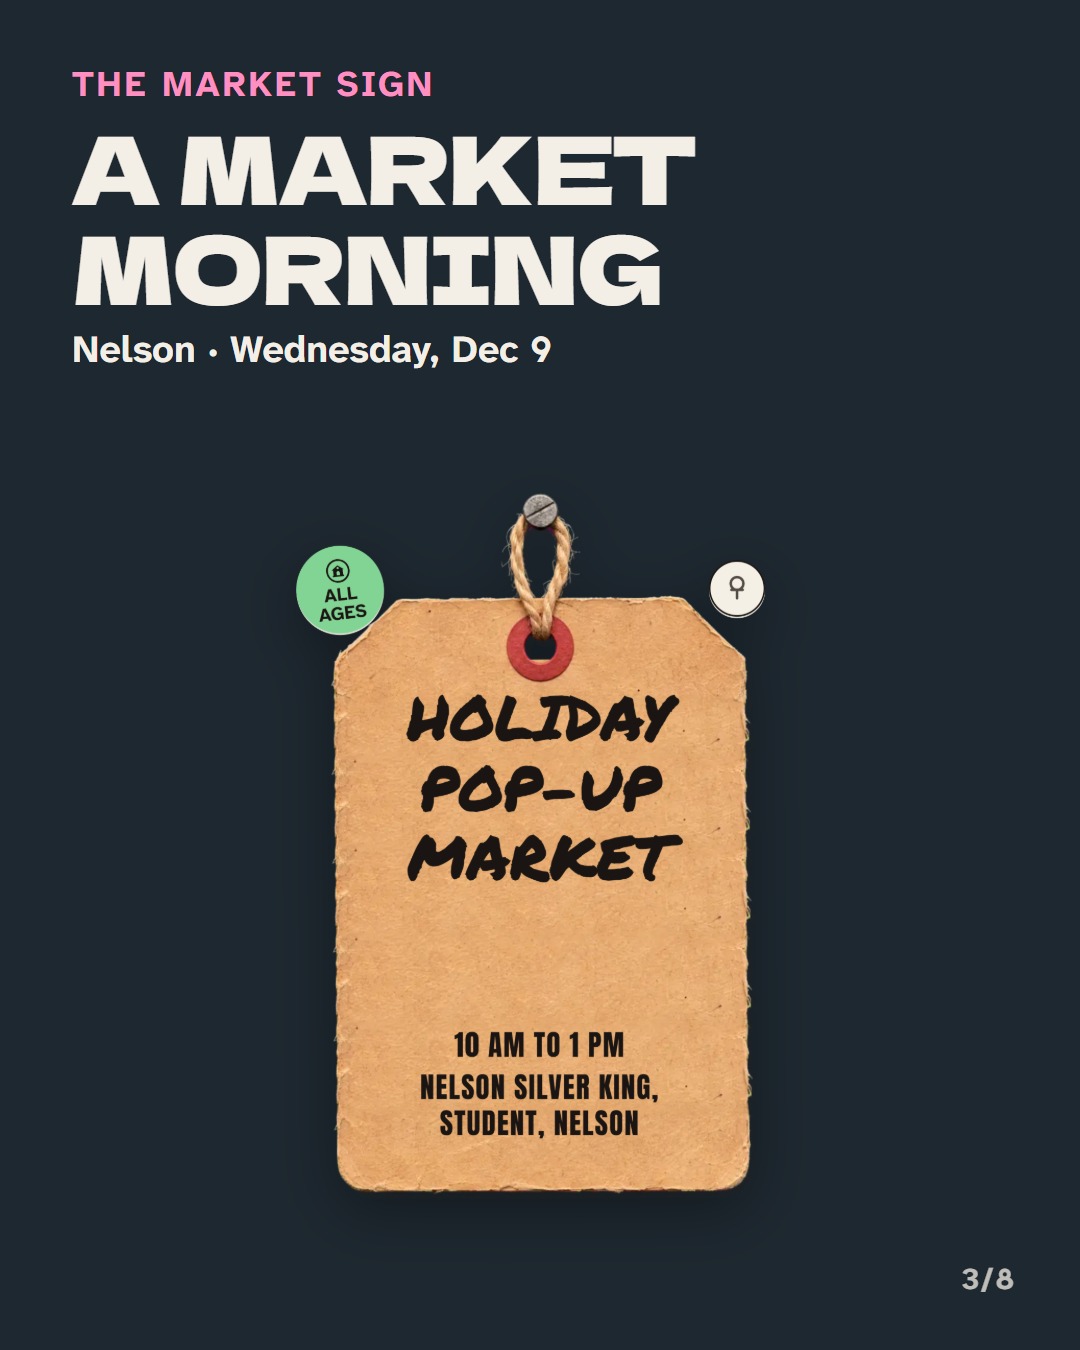 THE MARKET SIGN
A MARKET
MORNING
Nelson · Wednesday, Dec 9
ALL
AGES
HOLIDAY
POP-UP
MARKET
10 AM TO 1 PM
NELSON SILVER KING,
STUDENT, NELSON
3/8